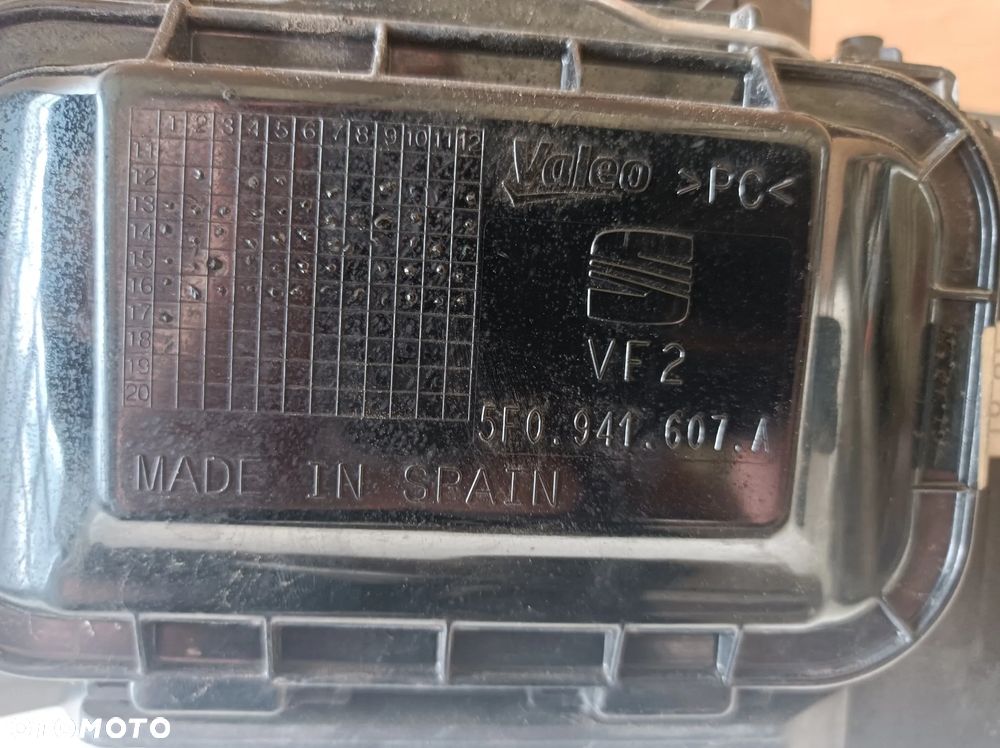 1 2 3 4 5 6 7 8 9 10 11 12
11
12
13
14
15
16
17
18
19
20
Valeo
>PC<
VF2
5F0.941.607.A
MADE IN SPAIN
OTOMOTO